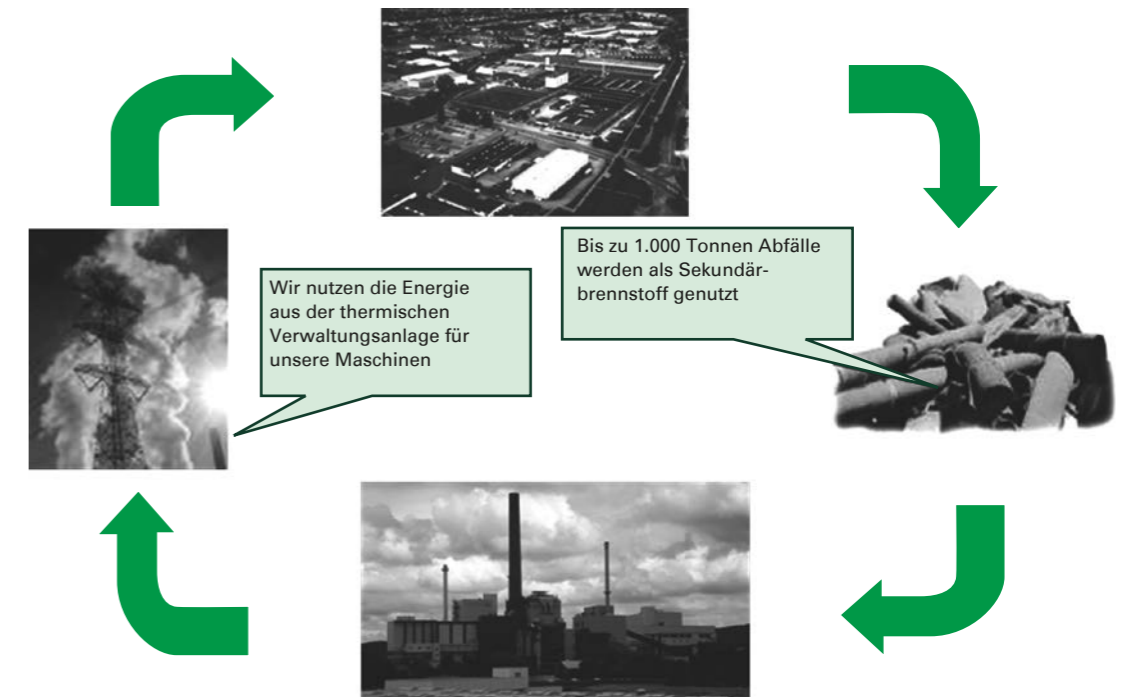 Wir nutzen die Energie
aus der thermischen
Verwaltungsanlage für
unsere Maschinen
Bis zu 1.000 Tonnen Abfälle
werden als Sekundär-
brennstoff genutzt